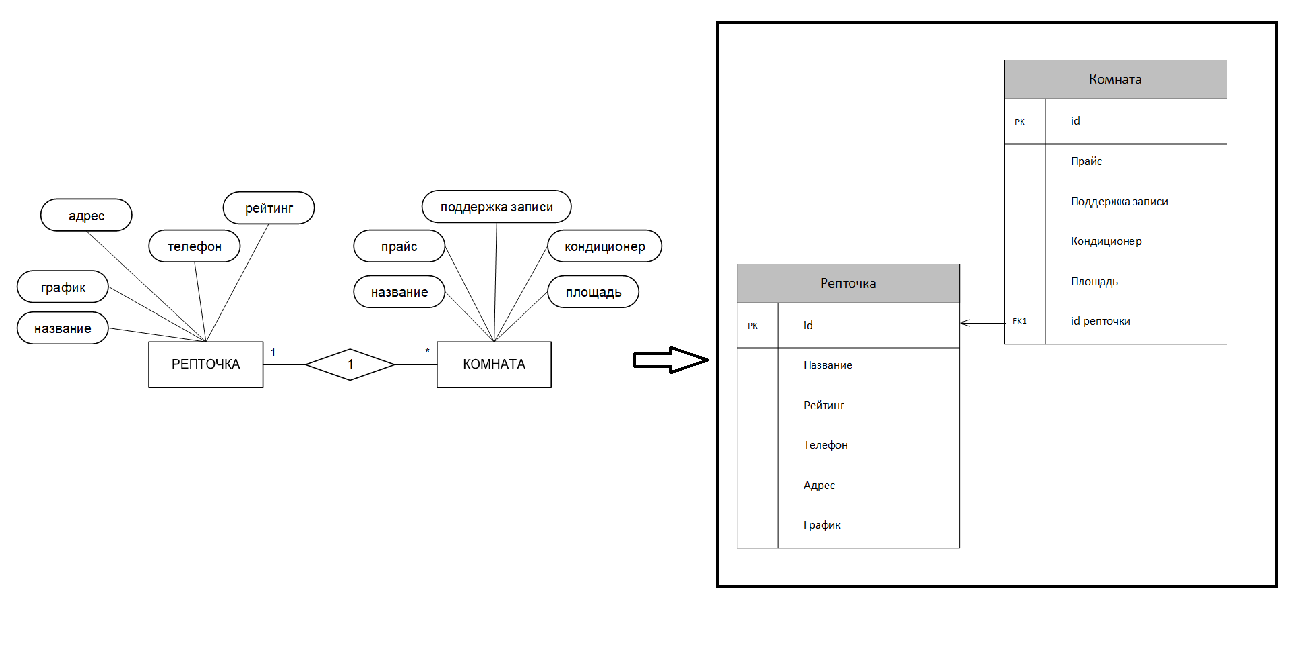 адрес
рейтинг
телефон
график
название
РЕПТОЧКА
1
1
*
поддержка записи
прайс
кондиционер
название
площадь
КОМНАТА
Репточка
PK
Id
Название
Рейтинг
Телефон
Адрес
График
Комната
PK
id
Прайс
Поддержка записи
Кондиционер
Площадь
FK1
id репточки